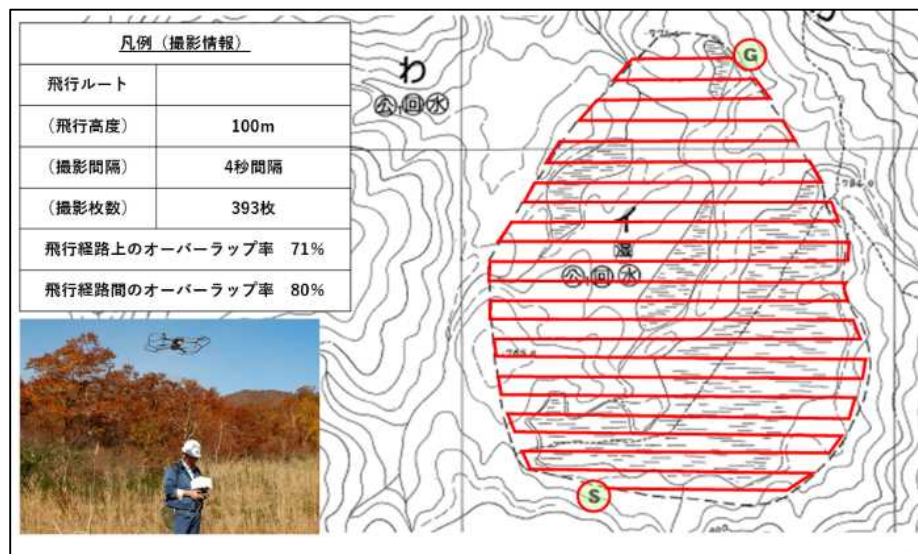 凡例（撮影情報）
飛行ルート
（飛行高度） 100m
（撮影間隔） 4秒間隔
（撮影枚数） 393枚
飛行経路上のオーバーラップ率 71%
飛行経路間のオーバーラップ率 80%
わ
公 回 水
G
イ
湿
公 回 水
S